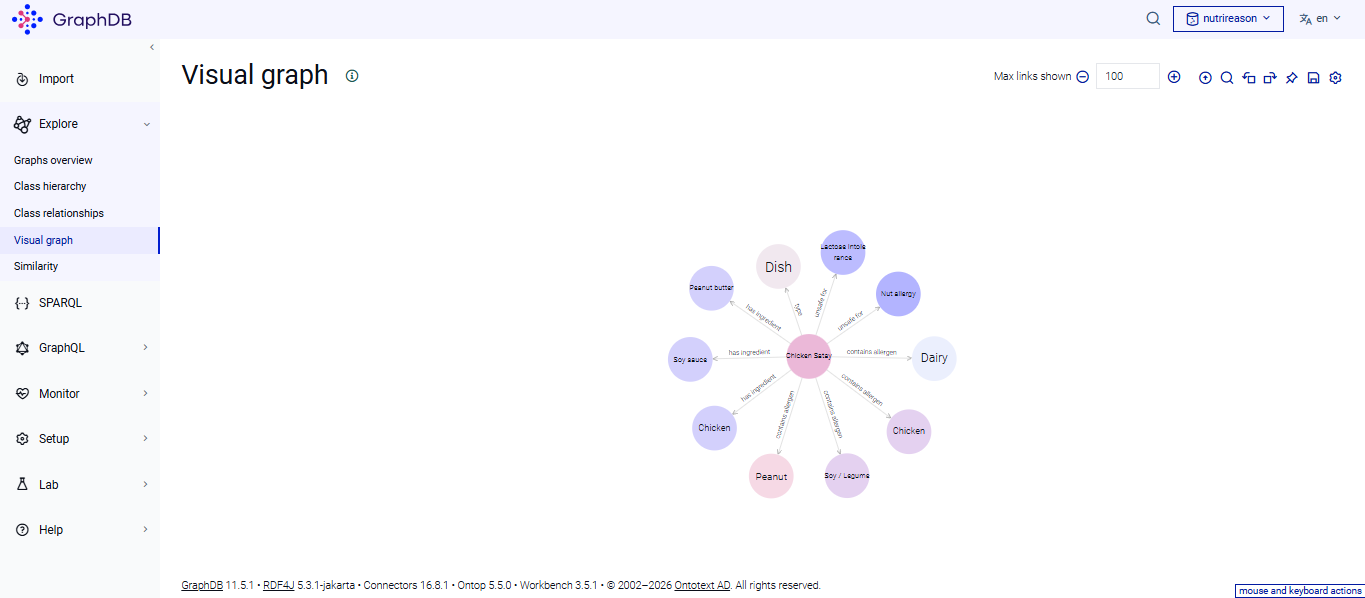 GraphDB
nutrireason
en
Import
Explore
Graphs overview
Class hierarchy
Class relationships
Visual graph
Similarity
SPARQL
GraphQL
Monitor
Setup
Lab
Help
Visual graph
Max links shown
100
Lactose Intole
rance
Dish
Peanut butter
Nut allergy
has ingredient
type
unsafe for
unsafe for
Soy sauce
has ingredient
Chicken Satay
contains allergen
Dairy
has ingredient
contains allergen
contains allergen
contains allergen
Chicken
Chicken
Peanut
Soy / Legume
GraphDB 11.5.1 • RDF4J 5.3.1-jakarta • Connectors 16.8.1 • Ontop 5.5.0 • Workbench 3.5.1 • © 2002–2026 Ontotext AD. All rights reserved.
mouse and keyboard actions